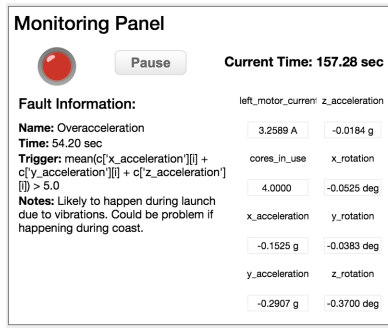 Monitoring Panel
Pause
Current Time: 157.28 sec
Fault Information:
Name: Overacceleration
Time: 54.20 sec
Trigger: mean(c['x_acceleration'][i] +
c['y_acceleration'][i] + c['z_acceleration']
[i]) > 5.0
Notes: Likely to happen during launch
due to vibrations. Could be problem if
happening during coast.
left_motor_current z_acceleration
3.2589 A -0.0184 g
cores_in_use x_rotation
4.0000 -0.0525 deg
x_acceleration y_rotation
-0.1525 g -0.0383 deg
y_acceleration z_rotation
-0.2907 g -0.3700 deg